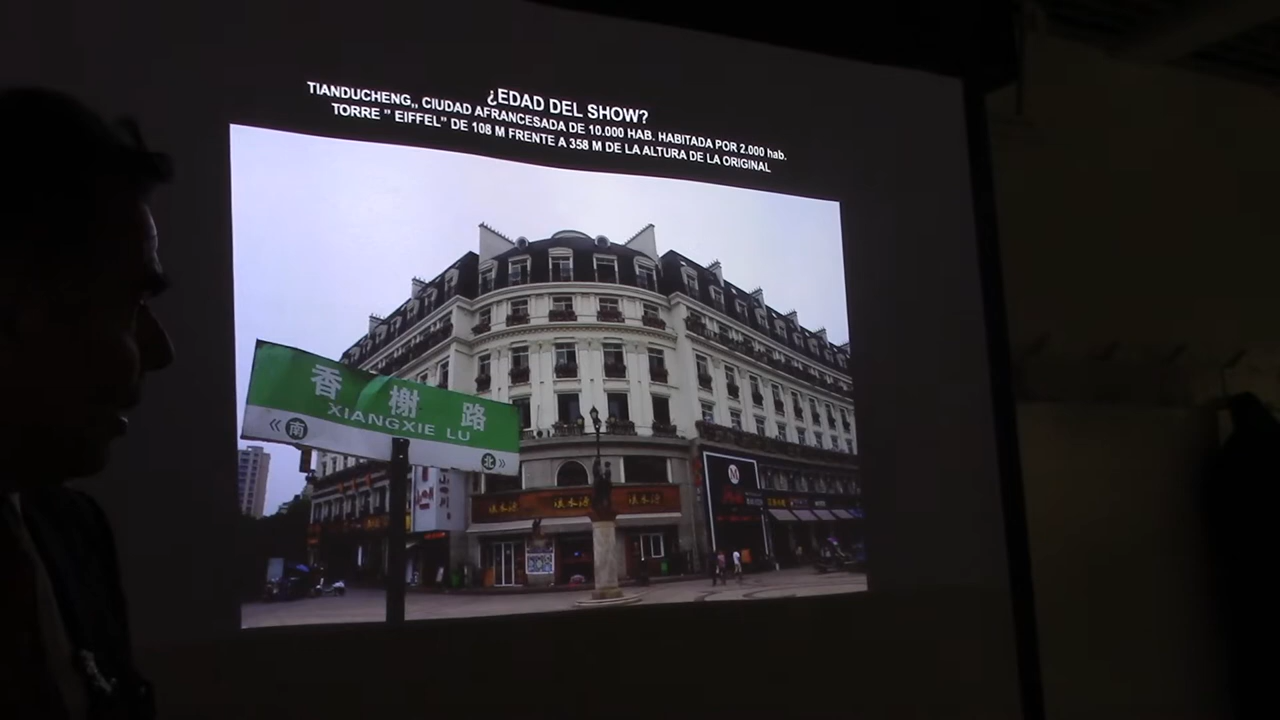 ¿EDAD DEL SHOW?
TIANDUCHENG,, CIUDAD AFRANCESADA DE 10.000 HAB. HABITADA POR 2.000 hab.
TORRE ” EIFFEL” DE 108 M FRENTE A 358 M DE LA ALTURA DE LA ORIGINAL
香 榭 路
XIANGXIE LU
« 南
北 »
M